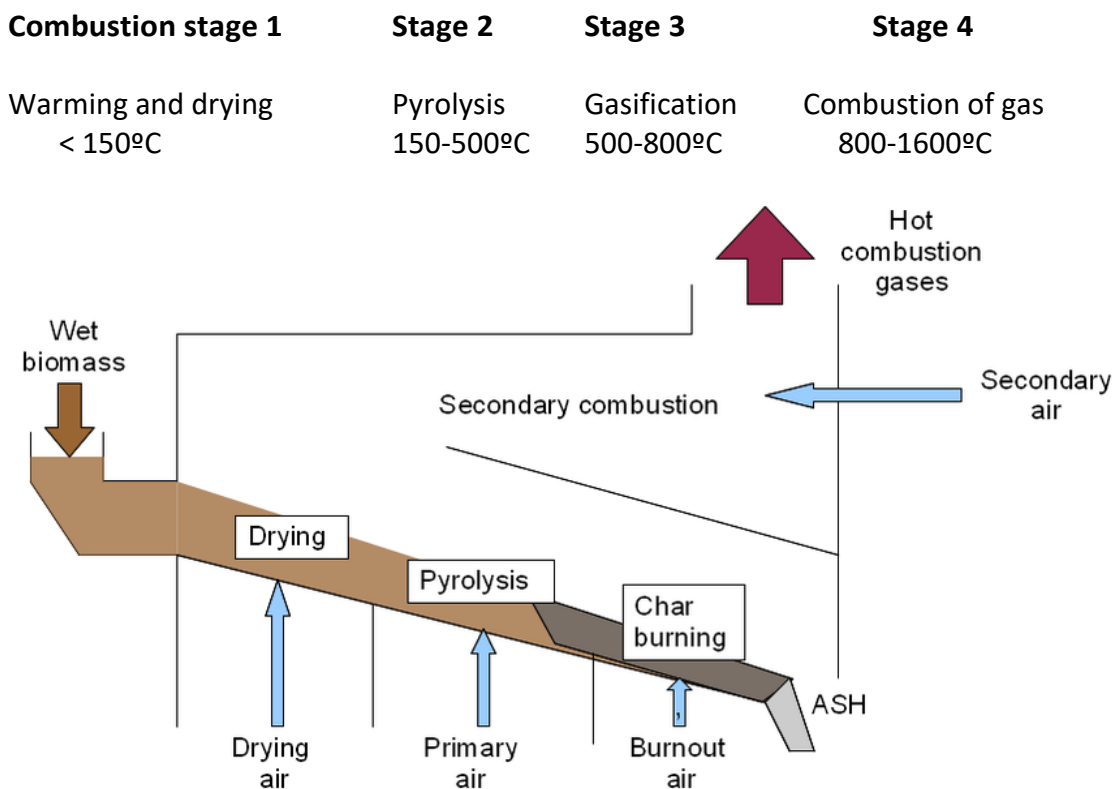 Combustion stage 1 Stage 2 Stage 3 Stage 4
Warming and drying Pyrolysis Gasification Combustion of gas
< 150ºC 150-500ºC 500-800ºC 800-1600ºC
Hot
combustion
gases
Wet
biomass
Secondary combustion
Secondary
air
Drying
Pyrolysis
Char
burning
ASH
,
Drying
air
Primary
air
Burnout
air